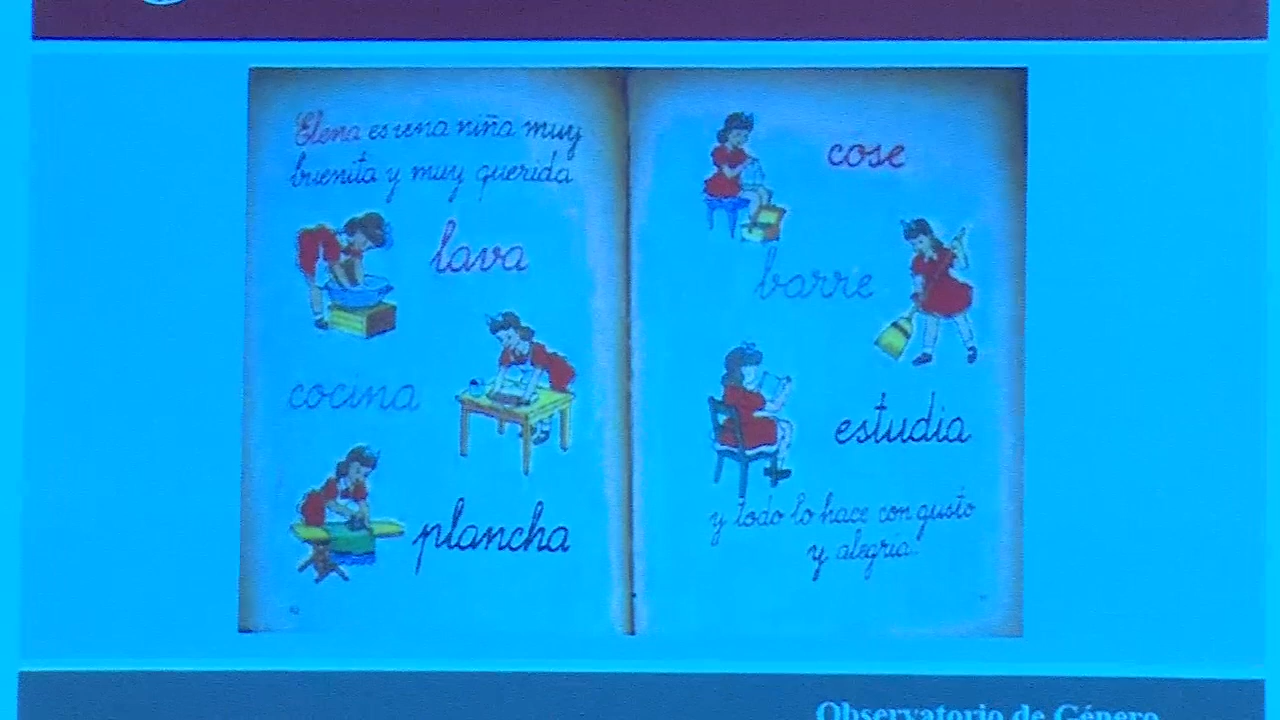 Elena es una niña muy
buenita y muy querida
lava
cocina
plancha
cose
barre
estudia
y todo lo hace con gusto
y alegría.
Observatorio de Género